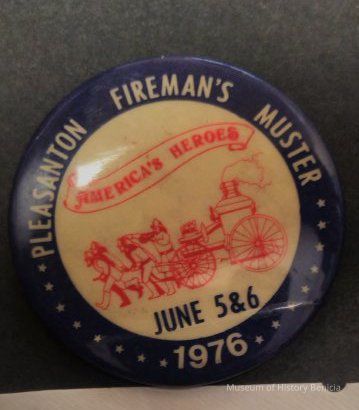 PLEASANTON FIREMAN'S MUSTER
AMERICA'S HEROES
JUNE 5&6
1976
Museum of History Benicia